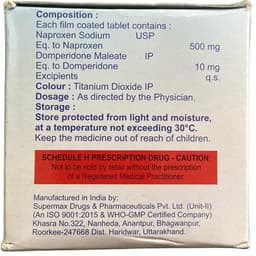 Composition :
Each film coated tablet contains :
Naproxen Sodium USP
Eq. to Naproxen 500 mg
Domperidone Maleate IP
Eq. to Domperidone 10 mg
Excipients q.s.
Colour : Titanium Dioxide IP
Dosage : As directed by the Physician.
Storage :
Store protected from light and moisture,
at a temperature not exceeding 30°C.
Keep the medicine out of reach of children.
SCHEDULE H PRESCRIPTION DRUG - CAUTION
Not to be sold by retail without the prescription
of a Registered Medical Practitioner.
Manufactured in India by:
Supermax Drugs & Pharmaceuticals Pvt. Ltd. (Unit-II)
(An ISO 9001:2015 & WHO-GMP Certified Company)
Khasra No.322, Nanheda, Anantpur, Bhagwanpur,
Roorkee-247668 Dist. Haridwar, Uttarakhand.